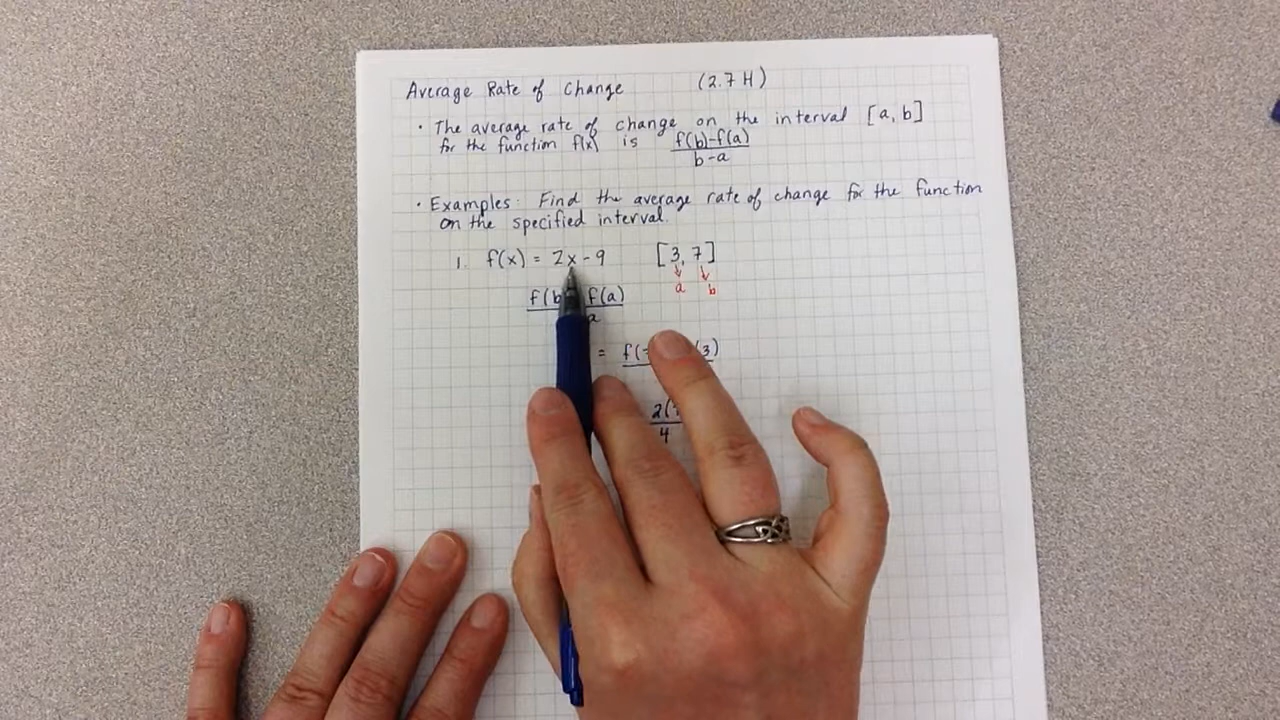 Average Rate of Change (2.7 H)
• The average rate of change on the interval [a, b]
for the function f(x) is f(b)-f(a)
b-a
• Examples: Find the average rate of change for the function
on the specified interval
1. f(x) = 2x-9 [3, 7]
a b
f(b f(a)
a
= f( 3)
2(
4